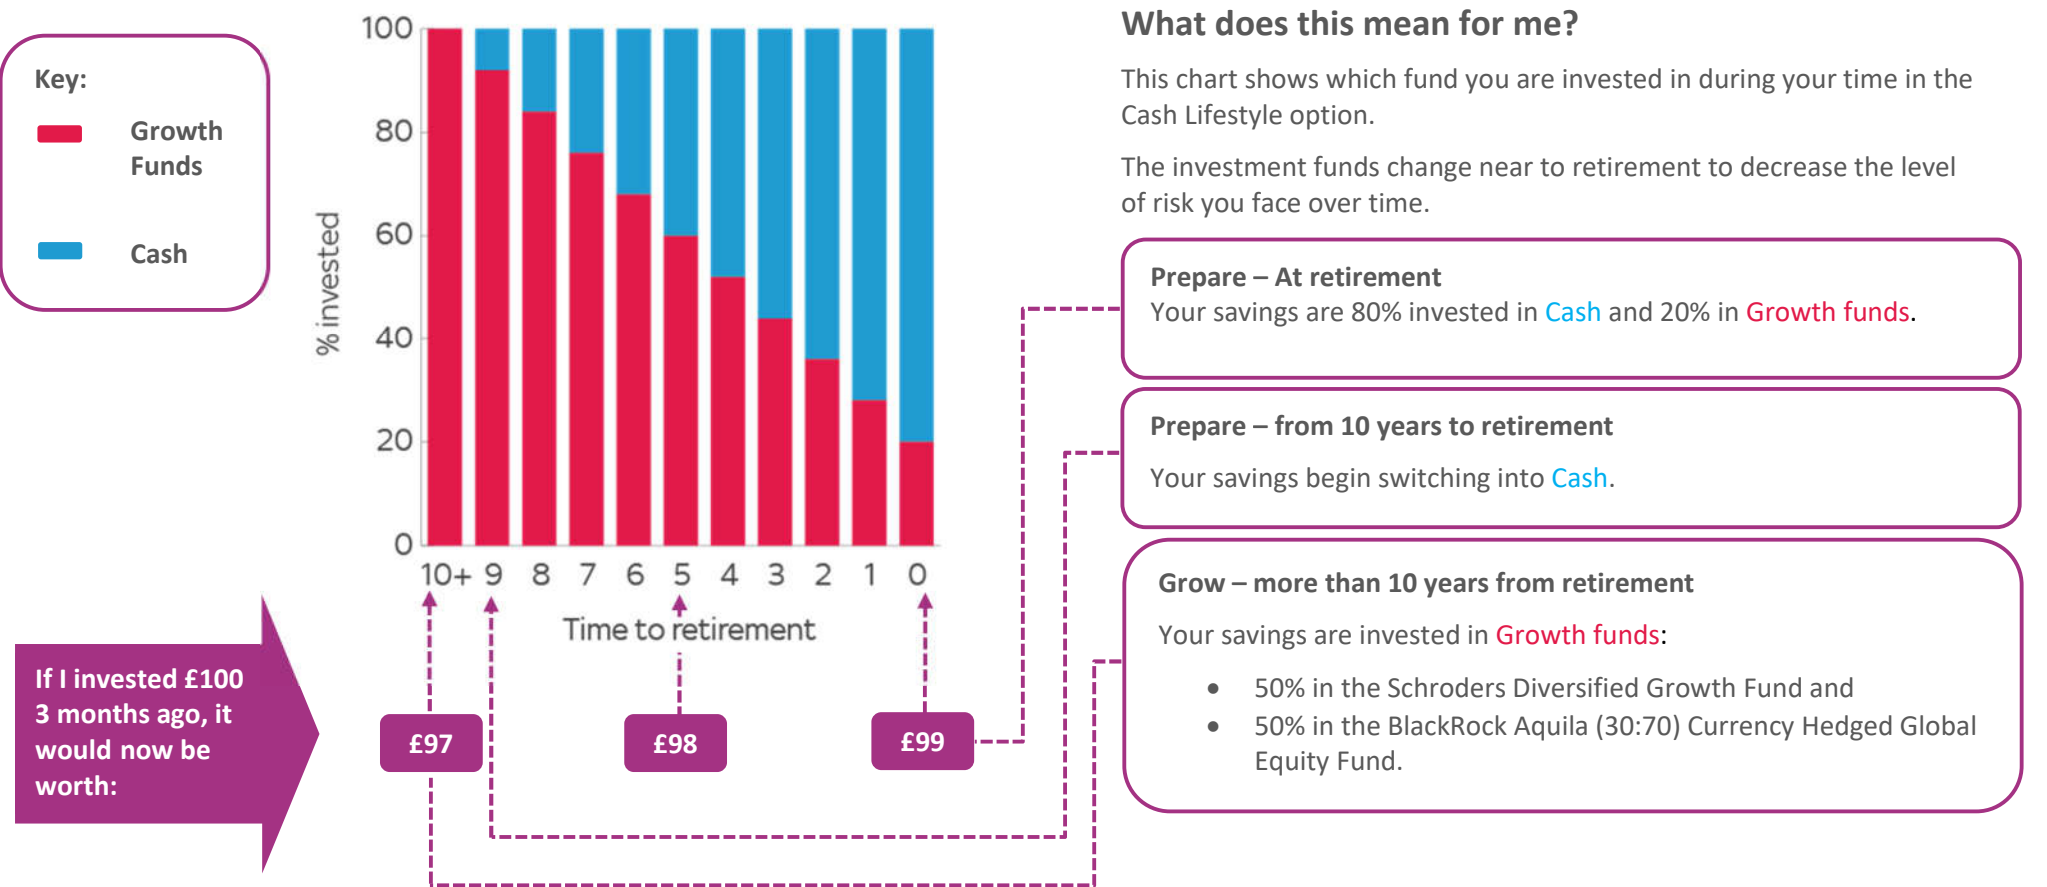 Key:
Growth
Funds
Cash
100
80
60
40
20
0
% invested
10+ 9 8 7 6 5 4 3 2 1 0
Time to retirement
If I invested £100
3 months ago, it
would now be
worth:
£97
£98
£99
What does this mean for me?
This chart shows which fund you are invested in during your time in the
Cash Lifestyle option.
The investment funds change near to retirement to decrease the level
of risk you face over time.
Prepare – At retirement
Your savings are 80% invested in Cash and 20% in Growth funds.
Prepare – from 10 years to retirement
Your savings begin switching into Cash.
Grow – more than 10 years from retirement
Your savings are invested in Growth funds:
• 50% in the Schroders Diversified Growth Fund and
• 50% in the BlackRock Aquila (30:70) Currency Hedged Global
Equity Fund.